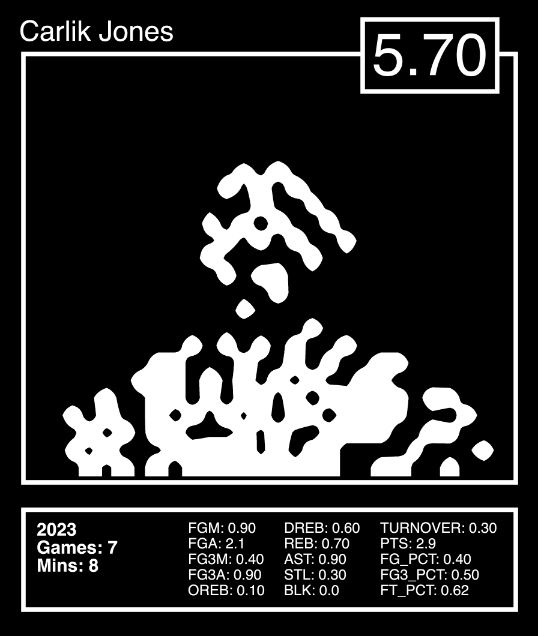 Carlik Jones
5.70
2023
Games: 7
Mins: 8
FGM: 0.90
FGA: 2.1
FG3M: 0.40
FG3A: 0.90
OREB: 0.10
DREB: 0.60
REB: 0.70
AST: 0.90
STL: 0.30
BLK: 0.0
TURNOVER: 0.30
PTS: 2.9
FG_PCT: 0.40
FG3_PCT: 0.50
FT_PCT: 0.62